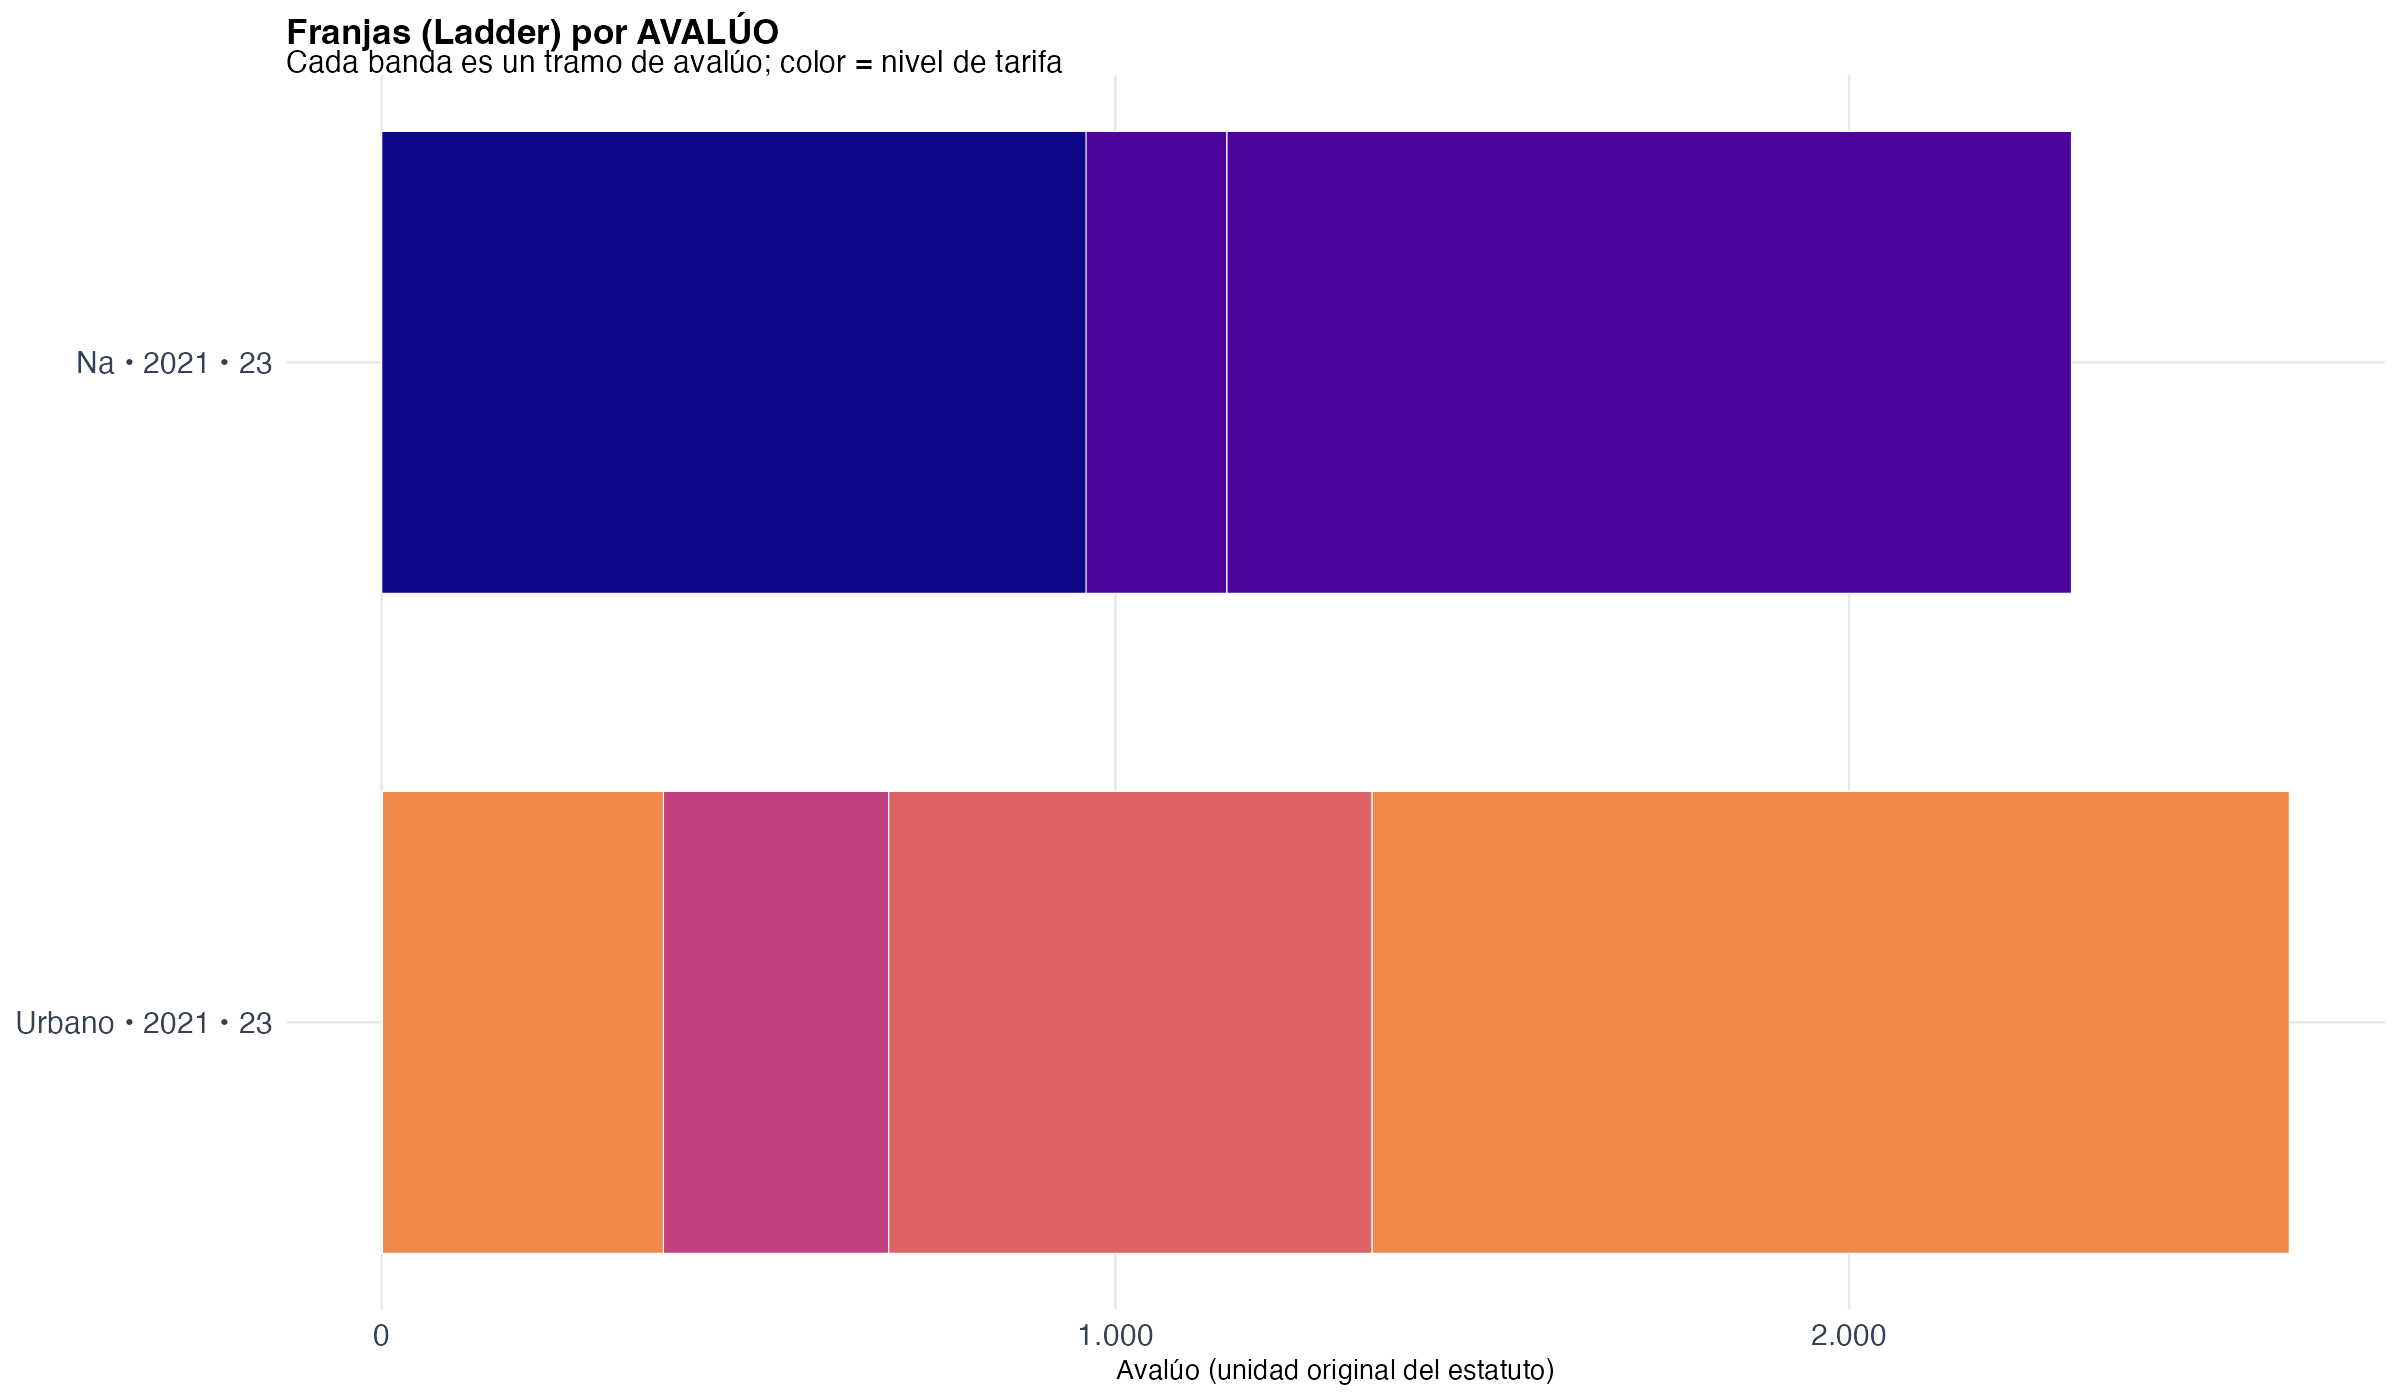 Franjas (Ladder) por AVALÚO
Cada banda es un tramo de avalúo; color = nivel de tarifa
Na • 2021 • 23
Urbano • 2021 • 23
0
1.000
2.000
Avalúo (unidad original del estatuto)